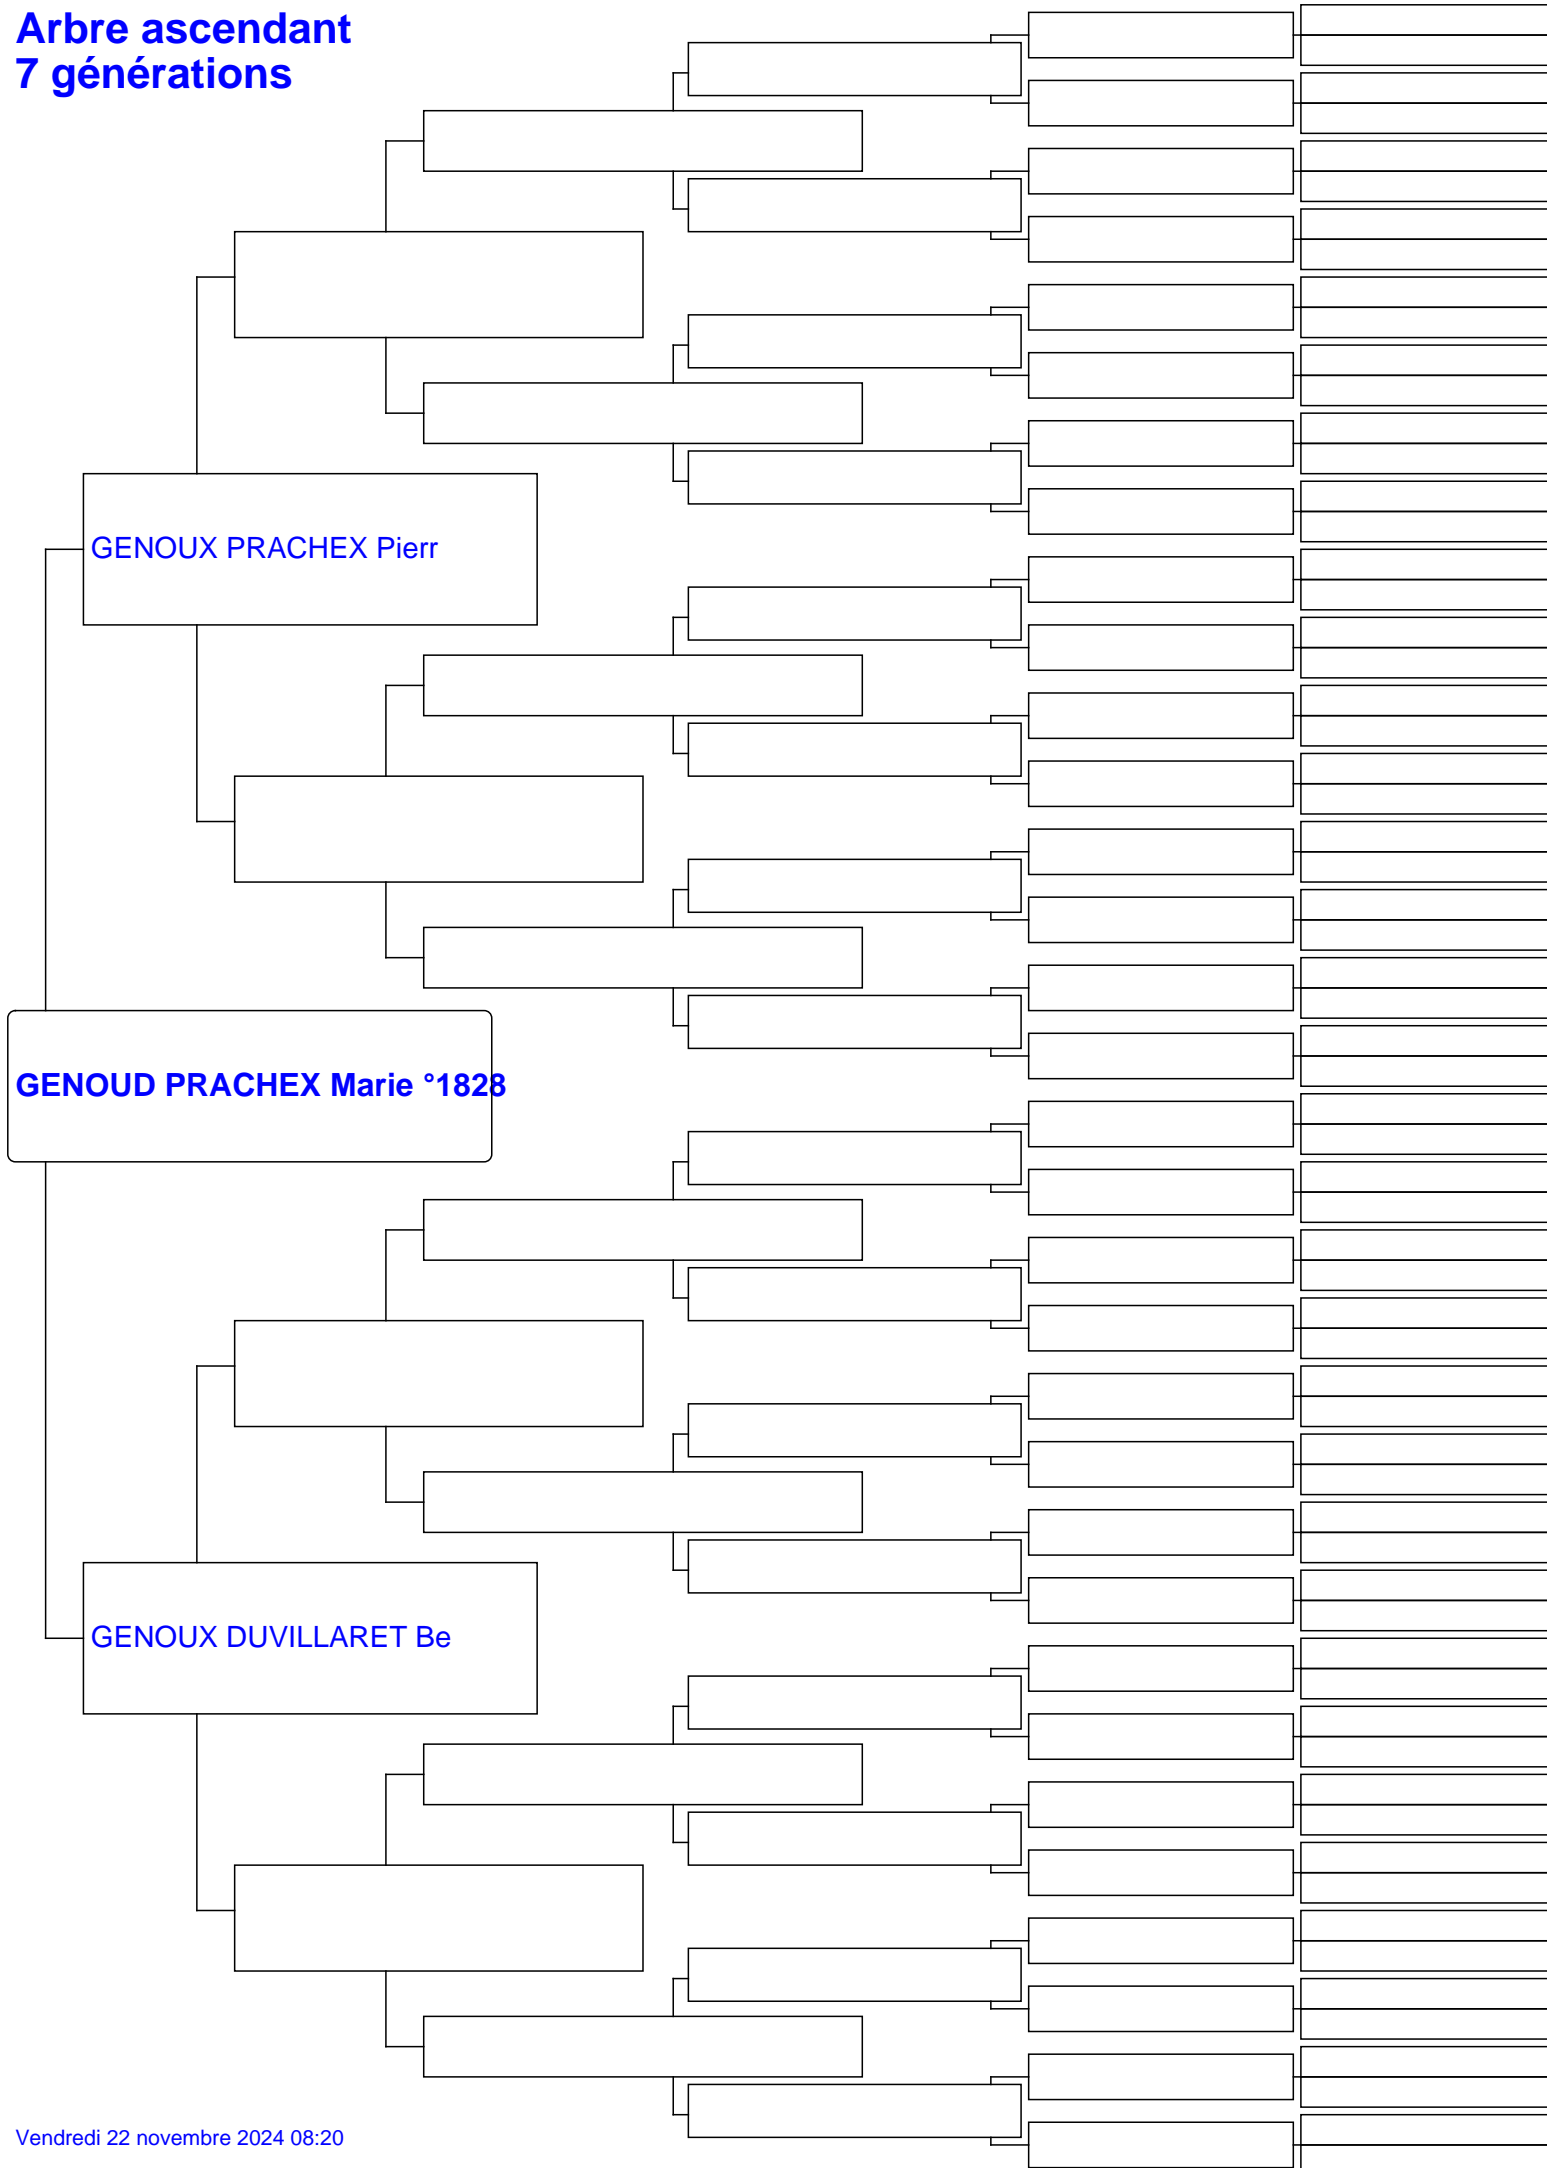 Arbre ascendant
7 générations
GENOUX PRACHEX Pierr
GENOUD PRACHEX Marie °1828
GENOUX DUVILLARET Be
Vendredi 22 novembre 2024 08:20